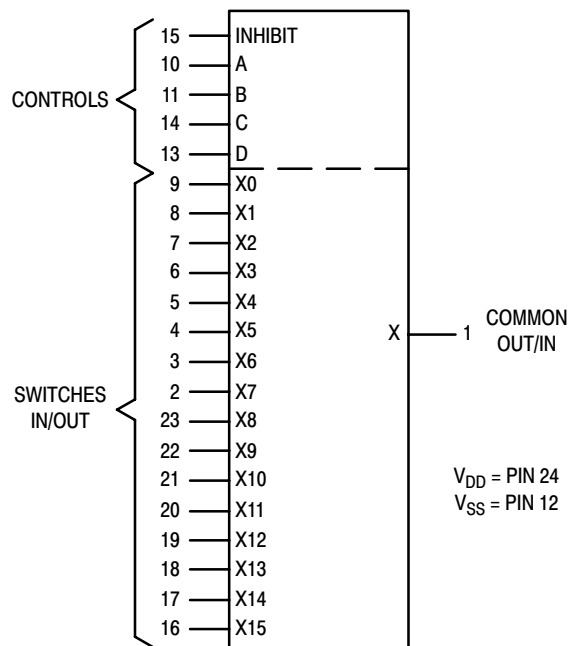 15 INHIBIT
10 A
CONTROLS 11 B
14 C
13 D
9 X0
8 X1
7 X2
6 X3
5 X4
4 X5 X 1 COMMON OUT/IN
3 X6
SWITCHES IN/OUT 2 X7
23 X8
22 X9
21 X10
20 X11
19 X12
18 X13
17 X14
16 X15
VDD = PIN 24
VSS = PIN 12